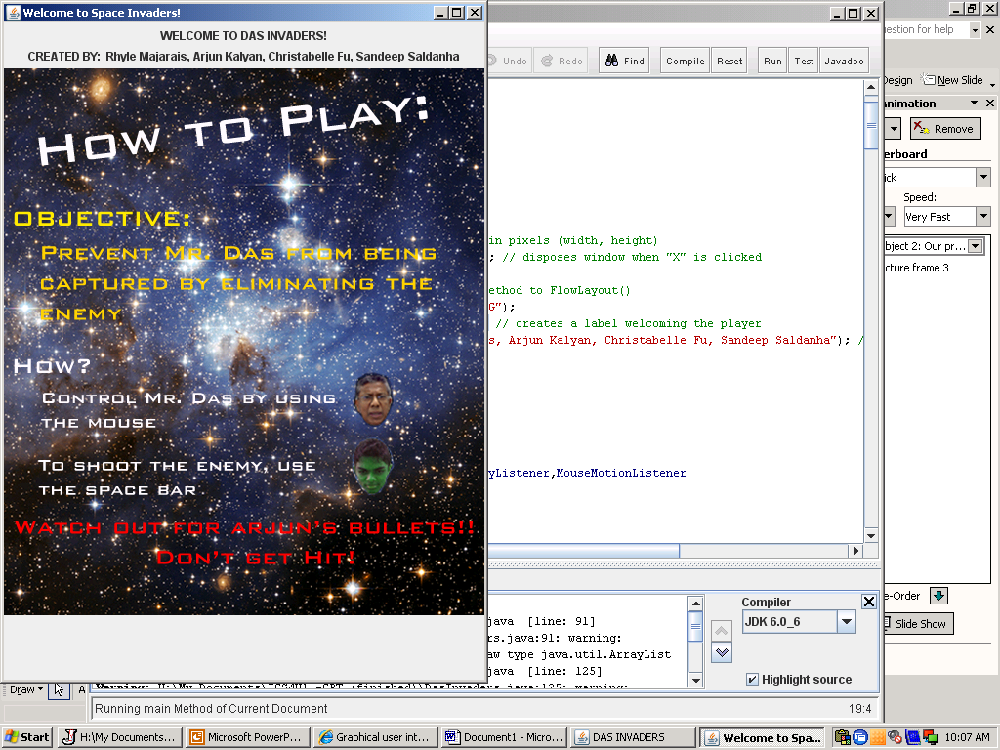 Welcome to Space Invaders!
WELCOME TO DAS INVADERS!
CREATED BY: Rhyle Majarais, Arjun Kalyan, Christabelle Fu, Sandeep Saldanha
How to Play:
Objective:
Prevent Mr. Das from being
captured by eliminating the
enemy
How?
Control Mr. Das by using
the mouse
To shoot the enemy, use
the space bar
Watch out for Arjun's bullets!!
Don't get hit!
Undo Redo Find Compile Reset Run Test Javadoc
in pixels (width, height)
; // disposes window when "X" is clicked
ethod to FlowLayout()
G");
// creates a label welcoming the player
s, Arjun Kalyan, Christabelle Fu, Sandeep Saldanha"); /
yListener,MouseMotionListener
java [line: 91]
rs.java:91: warning:
aw type java.util.ArrayList
java [line: 125]
Warning: H:\My Documents\ICS4U1 -CPT (finished)\DasInvaders.java:125: warning:
Compiler
JDK 6.0_6
Highlight source
Running main Method of Current Document 19:4
uestion for help
Design New Slide
Animation
Remove
erboard
ick
Speed:
Very Fast
bject 2: Our pr...
cture frame 3
e-Order
Slide Show
Draw A
Start H:\My Documents... Microsoft PowerP... Graphical user int... Document1 - Micro... DAS INVADERS Welcome to Spa... 10:07 AM